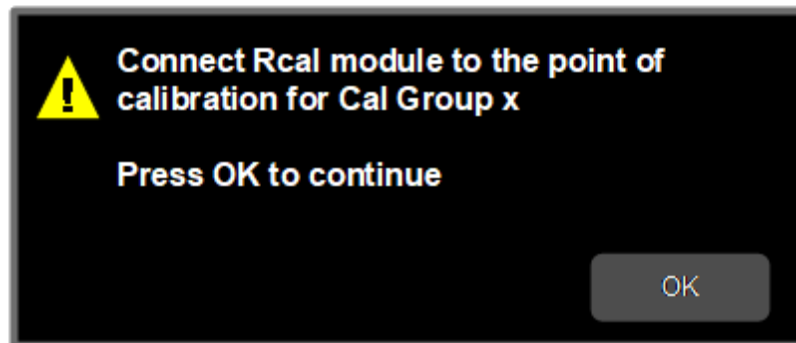 Connect Rcal module to the point of
calibration for Cal Group x
Press OK to continue
OK